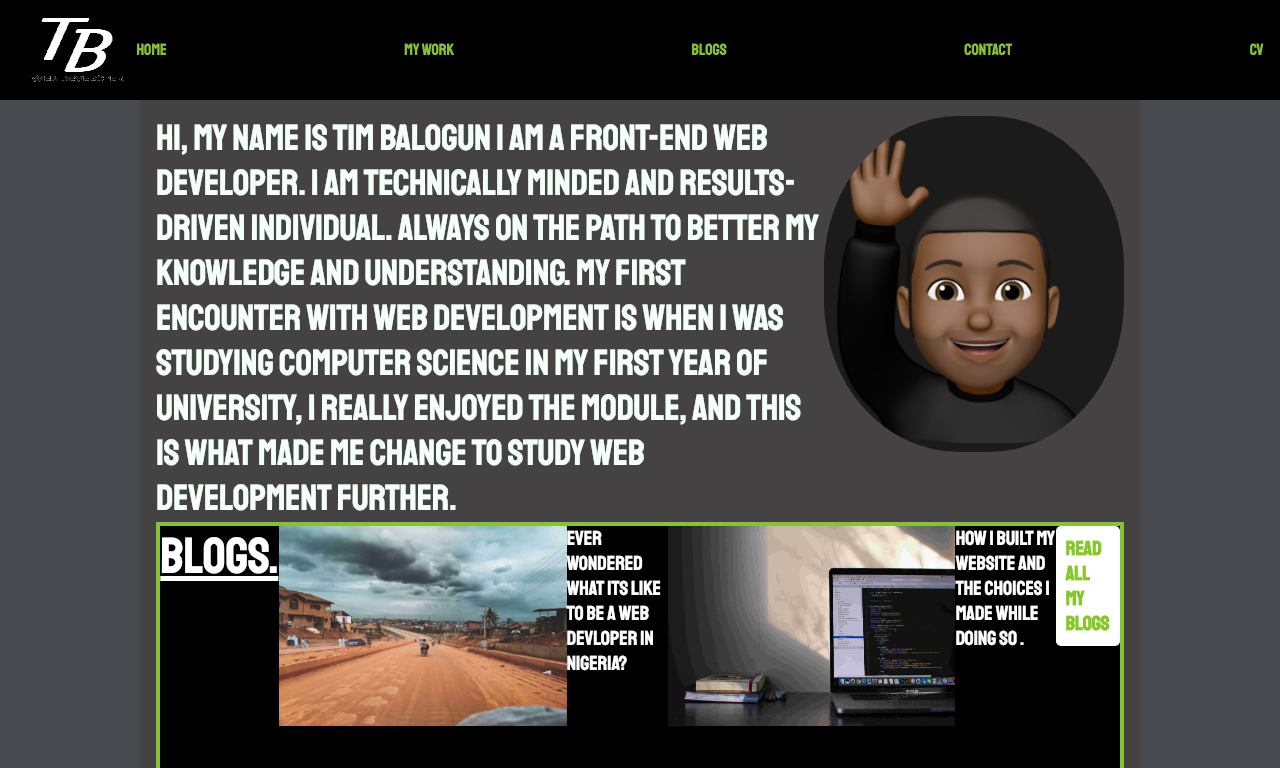 TB
WEB DEVELOPER
HOME
MY WORK
BLOGS
CONTACT
CV
HI, MY NAME IS TIM BALOGUN I AM A FRONT-END WEB
DEVELOPER. I AM TECHNICALLY MINDED AND RESULTS-
DRIVEN INDIVIDUAL. ALWAYS ON THE PATH TO BETTER MY
KNOWLEDGE AND UNDERSTANDING. MY FIRST
ENCOUNTER WITH WEB DEVELOPMENT IS WHEN I WAS
STUDYING COMPUTER SCIENCE IN MY FIRST YEAR OF
UNIVERSITY, I REALLY ENJOYED THE MODULE, AND THIS
IS WHAT MADE ME CHANGE TO STUDY WEB
DEVELOPMENT FURTHER.
BLOGS.
EVER
WONDERED
WHAT ITS LIKE
TO BE A WEB
DEVLOPER IN
NIGERIA?
HOW I BUILT MY
WEBSITE AND
THE CHOICES I
MADE WHILE
DOING SO .
READ
ALL
MY
BLOGS